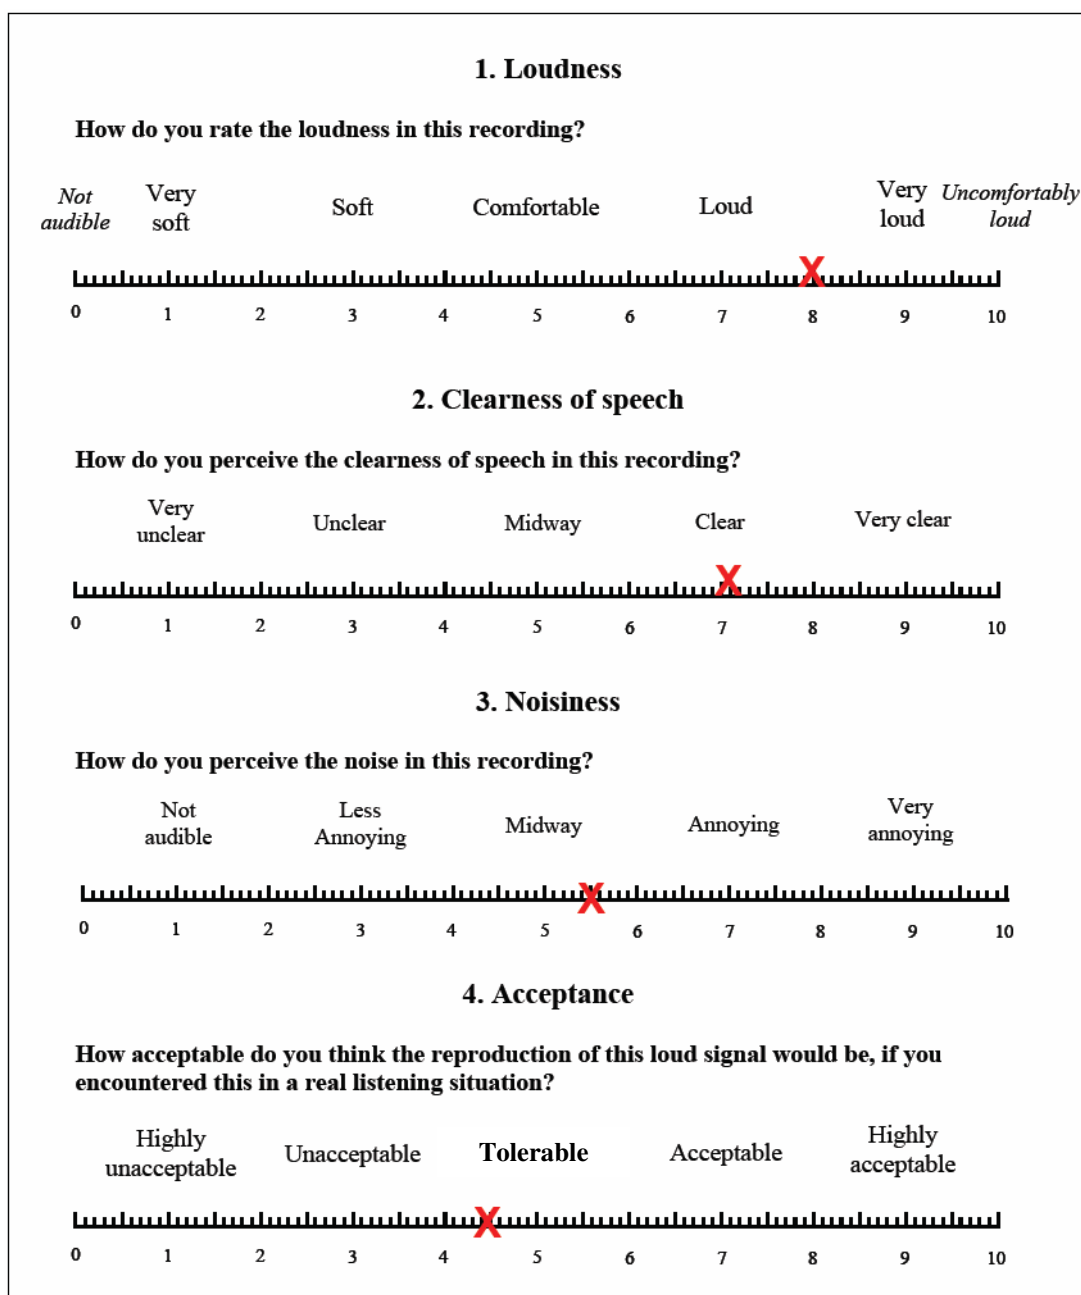 1. Loudness
How do you rate the loudness in this recording?
Not audible Very soft Soft Comfortable Loud Very loud Uncomfortably loud
0 1 2 3 4 5 6 7 8 9 10
2. Clearness of speech
How do you perceive the clearness of speech in this recording?
Very unclear Unclear Midway Clear Very clear
0 1 2 3 4 5 6 7 8 9 10
3. Noisiness
How do you perceive the noise in this recording?
Not audible Less Annoying Midway Annoying Very annoying
0 1 2 3 4 5 6 7 8 9 10
4. Acceptance
How acceptable do you think the reproduction of this loud signal would be, if you
encountered this in a real listening situation?
Highly unacceptable Unacceptable Tolerable Acceptable Highly acceptable
0 1 2 3 4 5 6 7 8 9 10